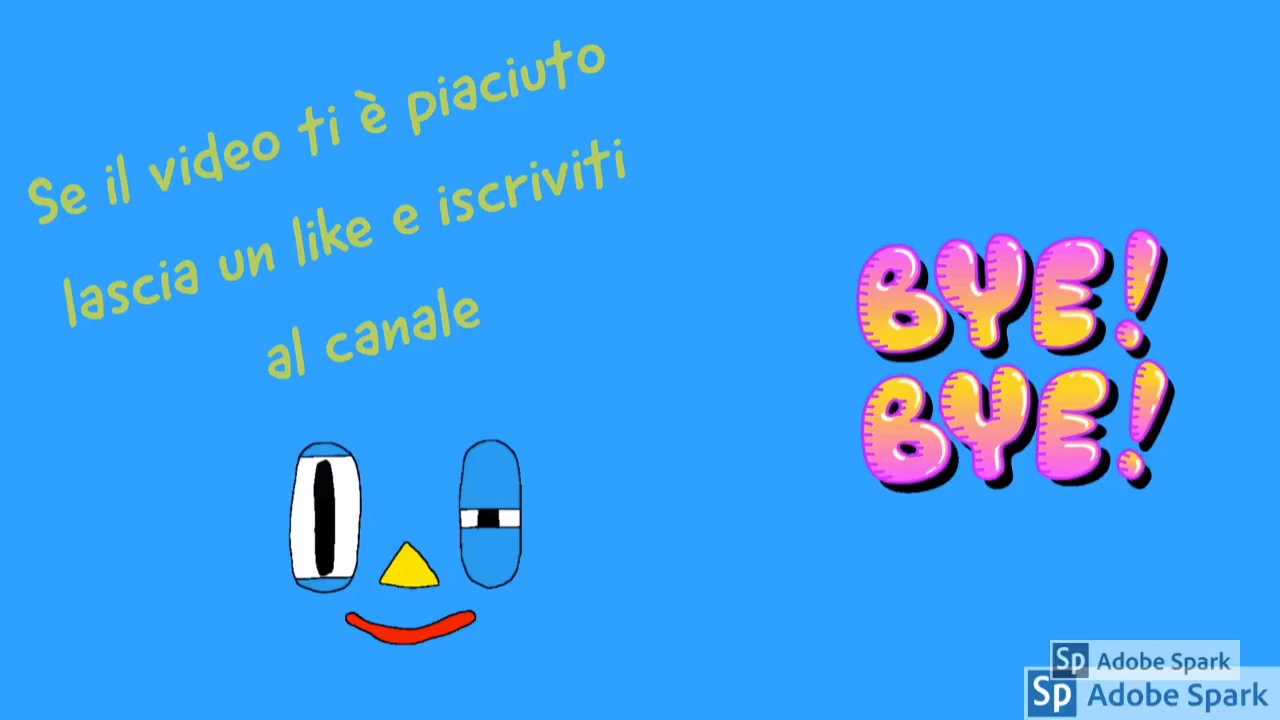 Se il video ti è piaciuto
lascia un like e iscriviti
al canale
BYE!
BYE!
Sp Adobe Spark
Sp Adobe Spark